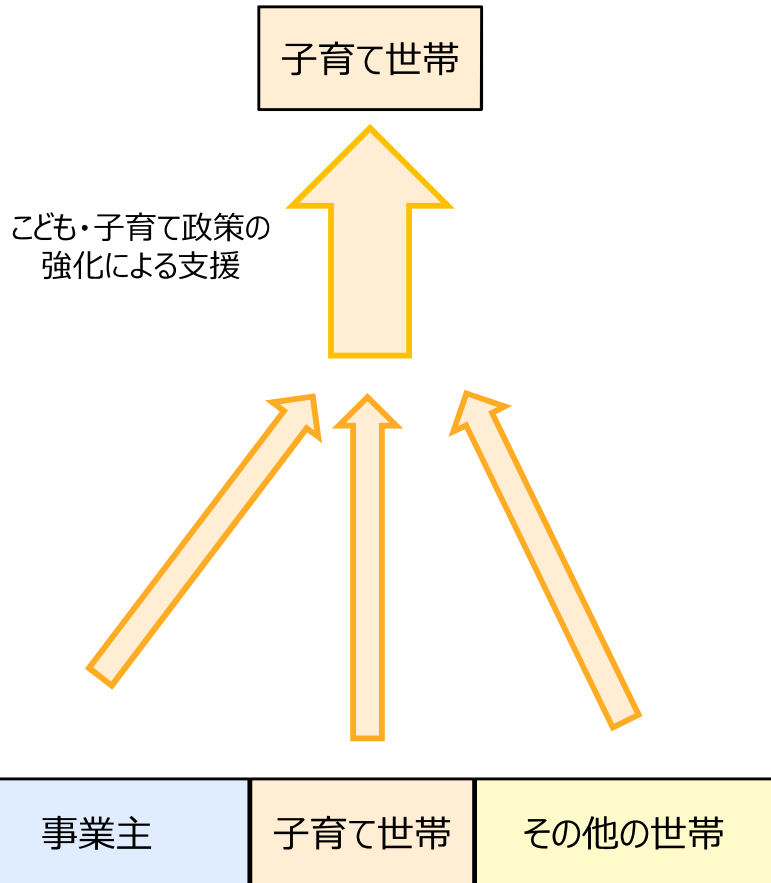 子育て世帯
こども・子育て政策の
強化による支援
事業主
子育て世帯
その他の世帯